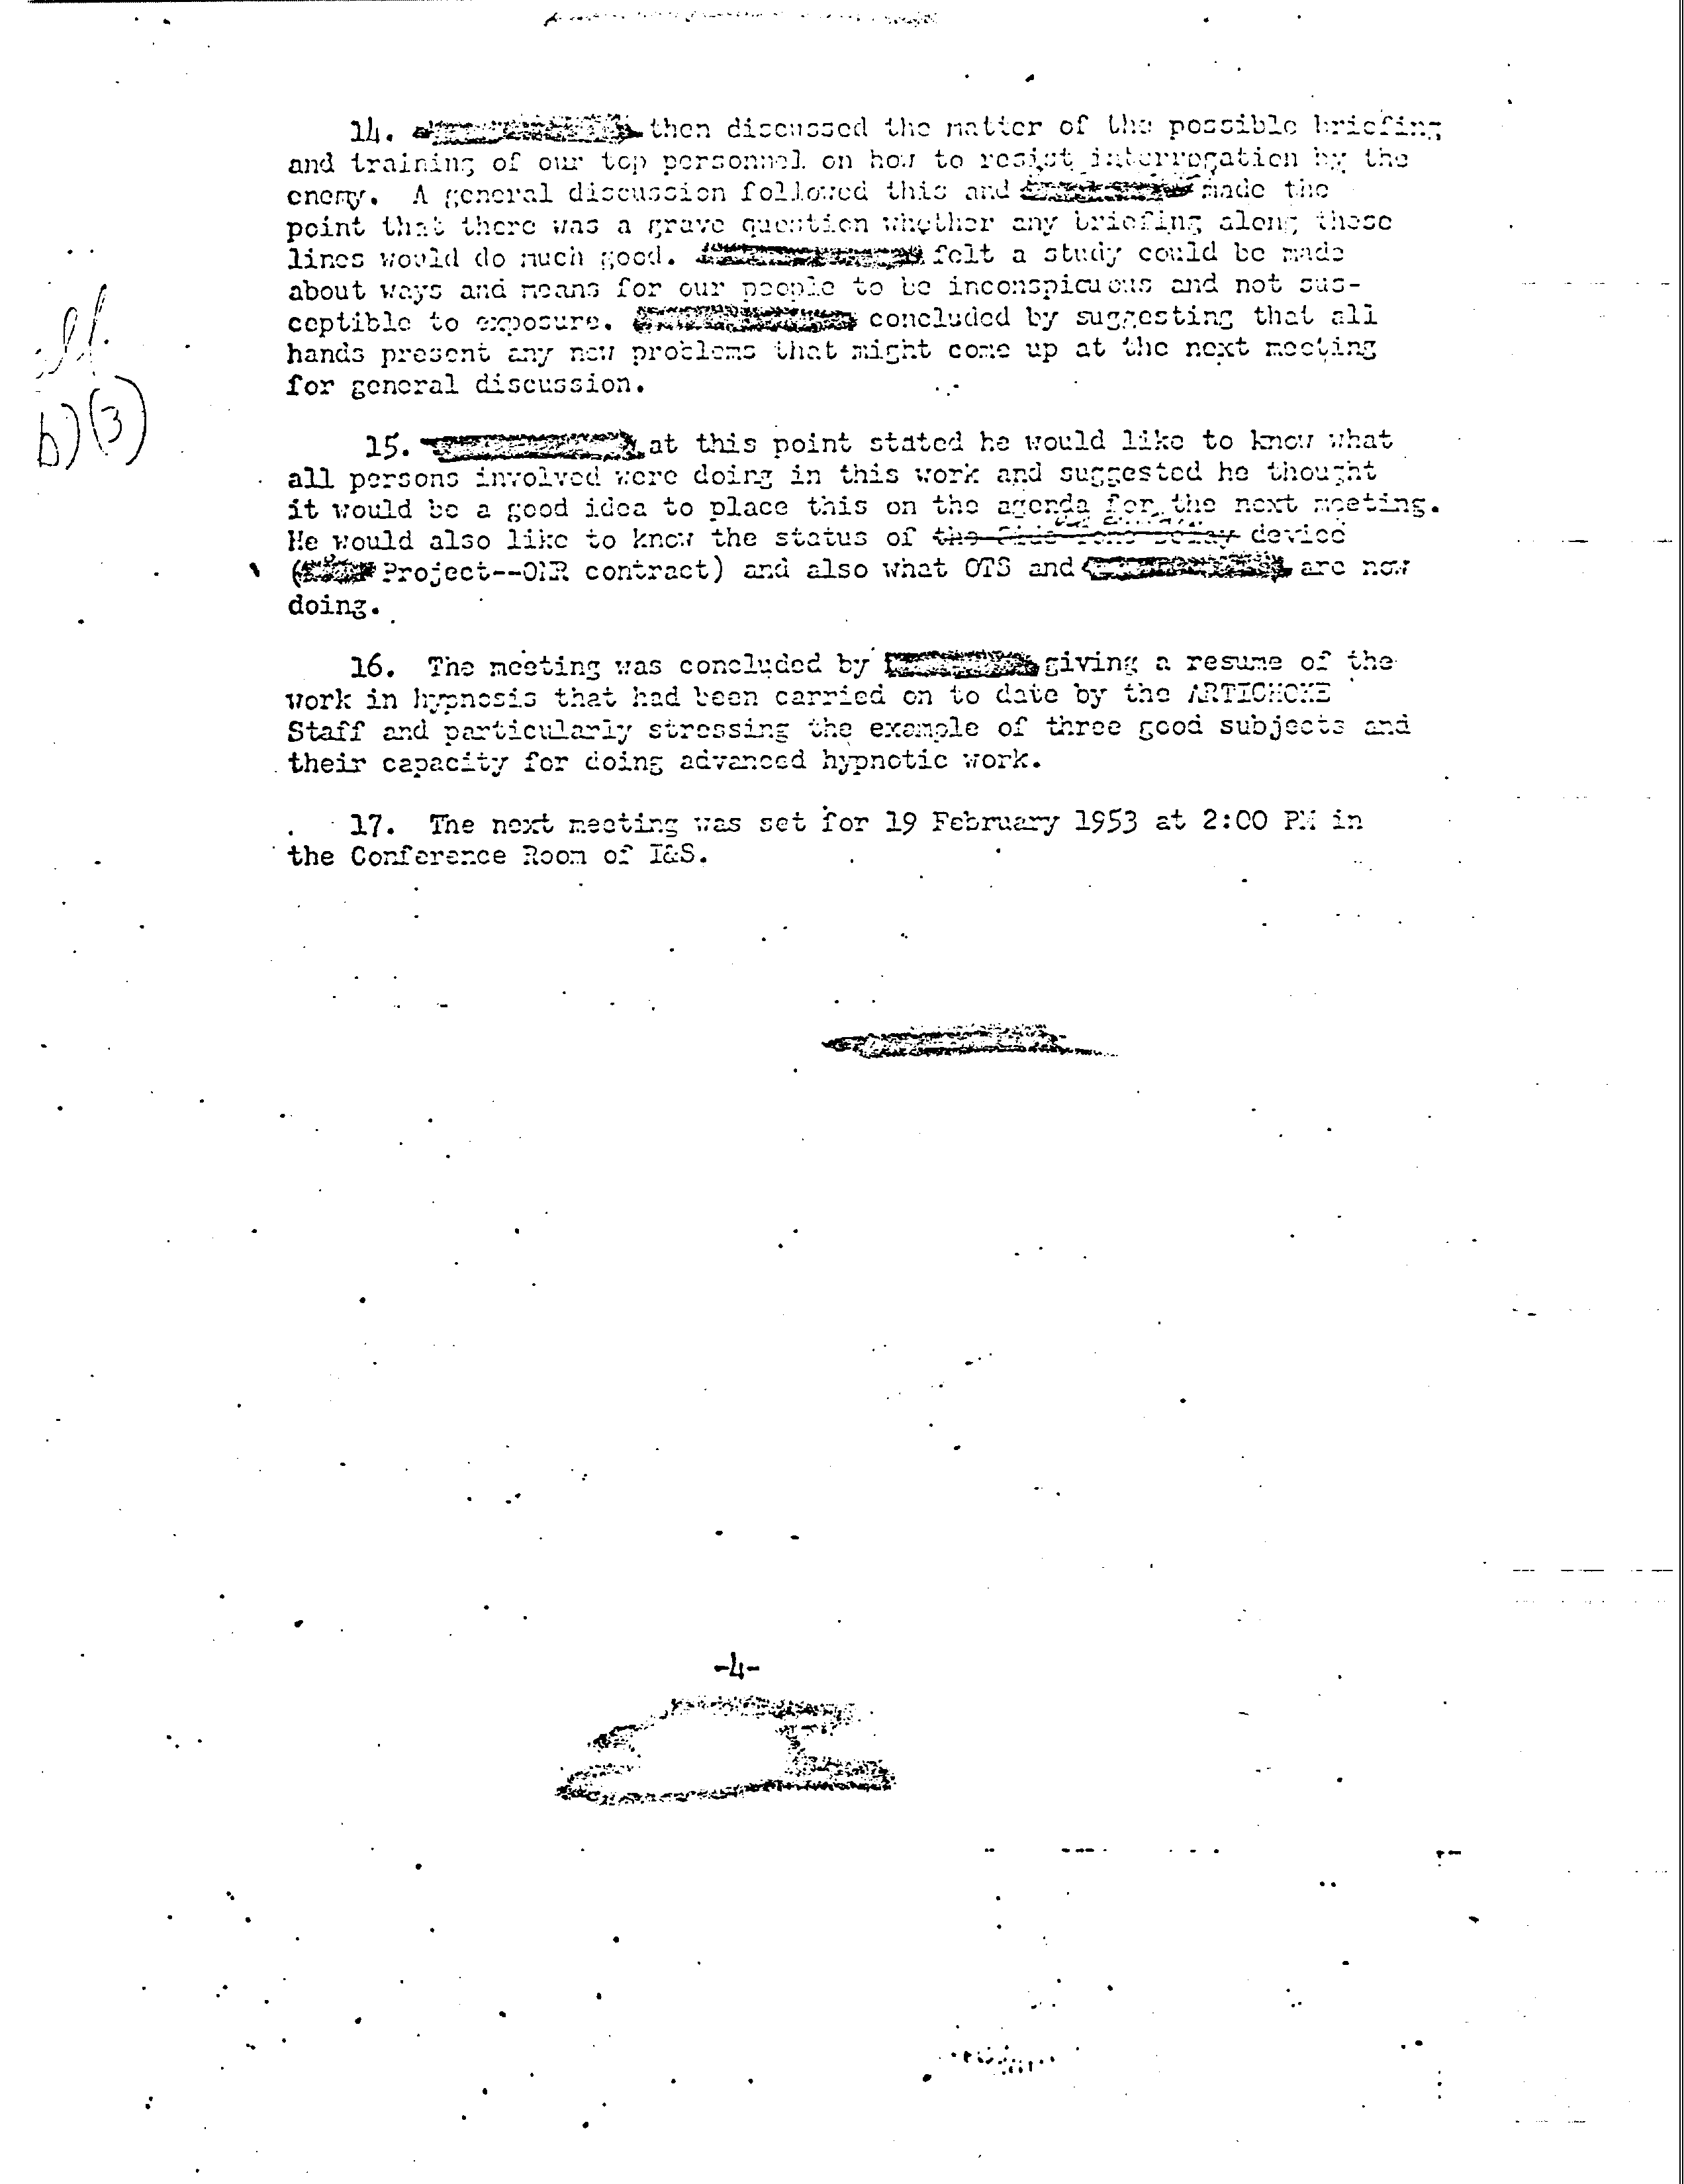 14. then discussed the matter of the possible briefing
and training of our top personnel on how to resist interrogation by the
enemy. A general discussion followed this and made the
point that there was a grave question whether any briefing along these
lines would do much good. felt a study could be made
about ways and means for our people to be inconspicuous and not sus-
ceptible to exposure. concluded by suggesting that all
hands present any new problems that might come up at the next meeting
for general discussion.
b)(3)
15. at this point stated he would like to know what
all persons involved were doing in this work and suggested he thought
it would be a good idea to place this on the agenda for the next meeting.
He would also like to know the status of the device
( Project--ONR contract) and also what OTS and are now
doing.
16. The meeting was concluded by giving a resume of the
work in hypnosis that had been carried on to date by the ARTICHOKE
Staff and particularly stressing the example of three good subjects and
their capacity for doing advanced hypnotic work.
17. The next meeting was set for 19 February 1953 at 2:00 PM in
the Conference Room of I&S.
-4-